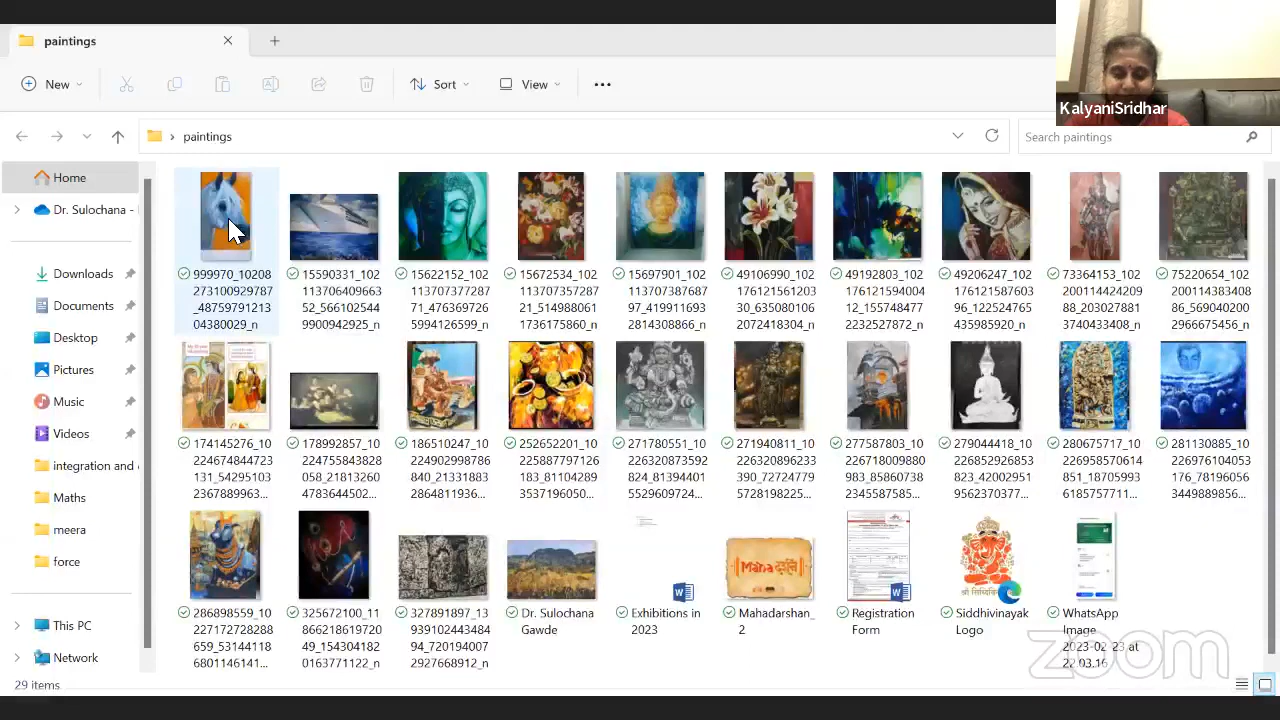 paintings
New
Sort
View
KalyaniSridhar
paintings
Search paintings
Home
Dr. Sulochana -
Downloads
Documents
Desktop
Pictures
Music
Videos
integration and
Maths
meera
force
This PC
Network
999970_10208
273100929787
_48759791213
04380029_n
15590331_102
113706409663
52_566102544
9900942925_n
15622152_102
113707377287
71_476369726
5994126599_n
15672534_102
113707357287
21_514988061
1736175860_n
15697901_102
113707387687
97_419911693
2814308866_n
49106990_102
176121561203
30_635080106
2072418304_n
49192803_102
176121594004
12_155748477
2232527872_n
49206247_102
176121587603
96_122524765
435985920_n
73364153_102
200114424209
88_203027881
3740433408_n
75220654_102
200114383408
86_569040200
2966675456_n
174145276_10
224674844723
131_54295103
2367889963...
178992857_10
224755843828
058_21813260
4783644502...
186510247_10
224902998786
840_21331883
2864811936...
252652201_10
225887797126
183_81104289
3537196050...
271780551_10
226320873592
824_81394401
5529609724...
271940811_10
226320896233
390_72724779
5728198225...
277587803_10
226718009880
983_85860738
2345587585...
279044418_10
226852926853
823_42002951
9562370377...
280675717_10
226958570614
851_18705993
6185757711...
281130885_10
226976104053
176_78196056
3449889856...
286898559_10
227172728288
659_53144118
6801146141...
325672100_11
866218619720
49_154304182
0163771122_n
327891897_13
939102443484
94_720194007
2927668912_n
Dr. Sulochana
Gawde
Exhibitions in
2023
Mahadarshan_
2
Registration
Form
Siddhivinayak
Logo
WhatsApp
Image
2023-02-23 at
22.03.16
29 items
zoom